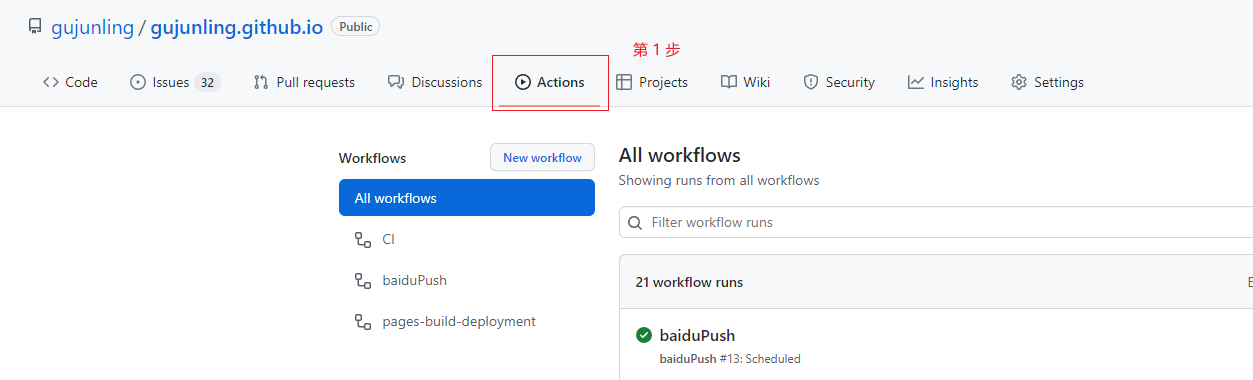 gujunling / gujunling.github.io Public
第 1 步
Code Issues 32 Pull requests Discussions Actions Projects Wiki Security Insights Settings
Workflows New workflow
All workflows
CI
baiduPush
pages-build-deployment
All workflows
Showing runs from all workflows
Filter workflow runs
21 workflow runs
baiduPush
baiduPush #13: Scheduled